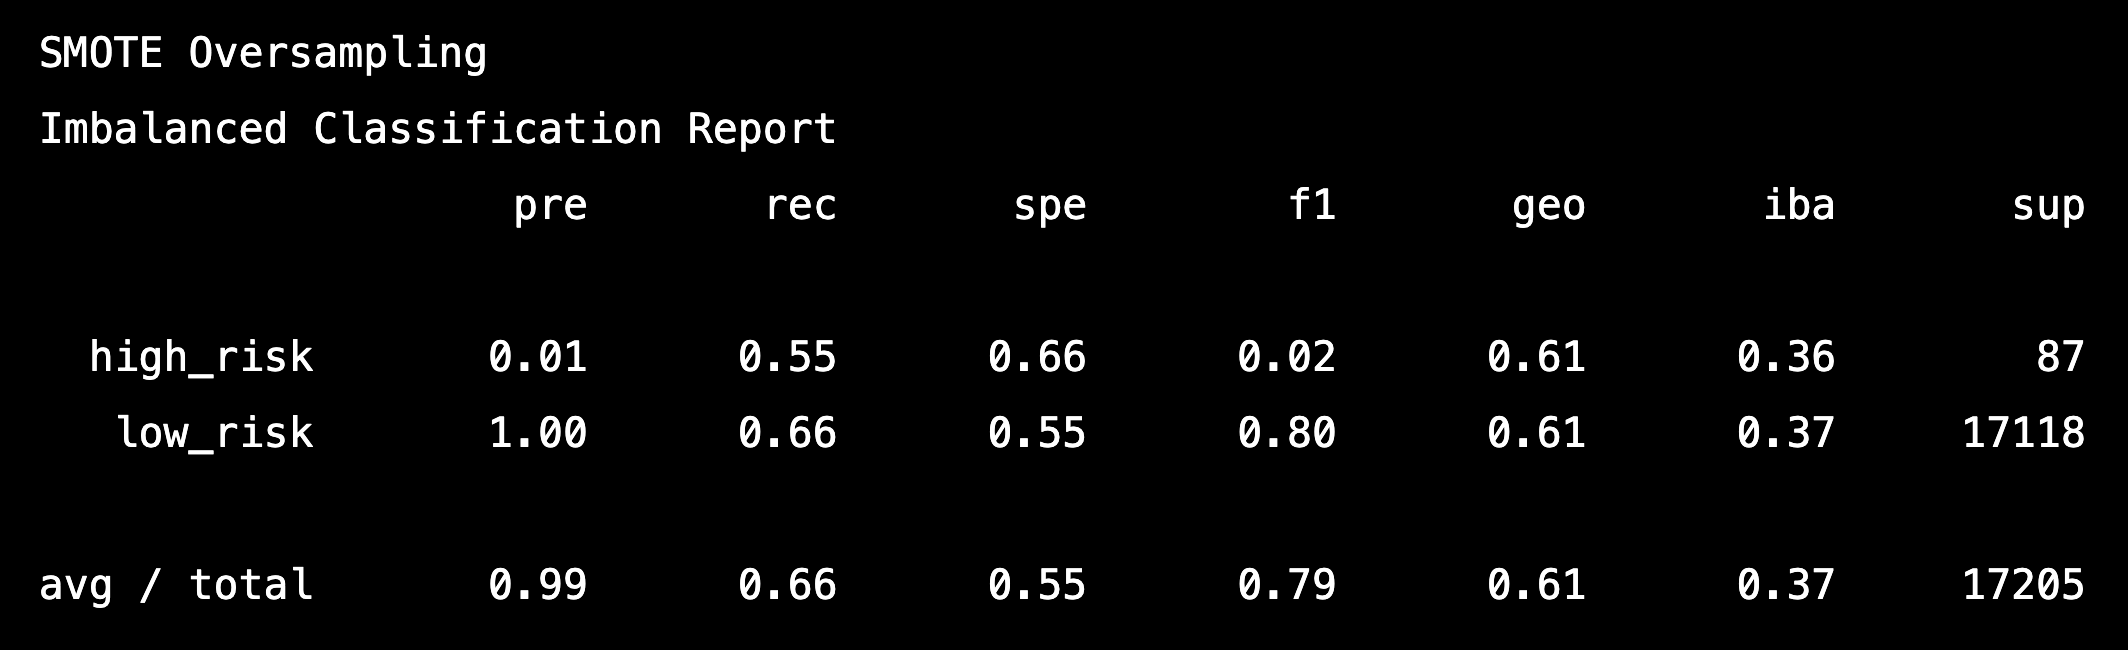 SMOTE Oversampling
Imbalanced Classification Report
pre rec spe f1 geo iba sup
high_risk 0.01 0.55 0.66 0.02 0.61 0.36 87
low_risk 1.00 0.66 0.55 0.80 0.61 0.37 17118
avg / total 0.99 0.66 0.55 0.79 0.61 0.37 17205